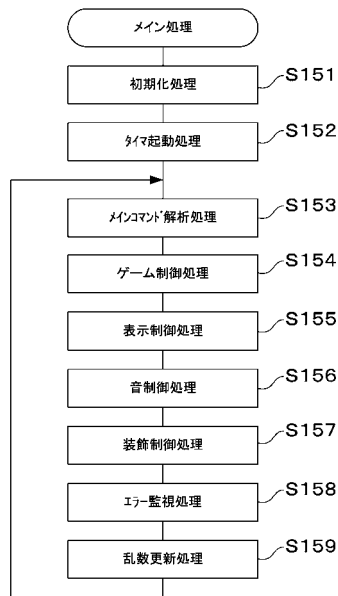 メイン処理
初期化処理
S151
ﾀｲﾏ起動処理
S152
ﾒｲﾝｺﾏﾝﾄﾞ解析処理
S153
ゲーム制御処理
S154
表示制御処理
S155
音制御処理
S156
装飾制御処理
S157
ｴﾗｰ監視処理
S158
乱数更新処理
S159